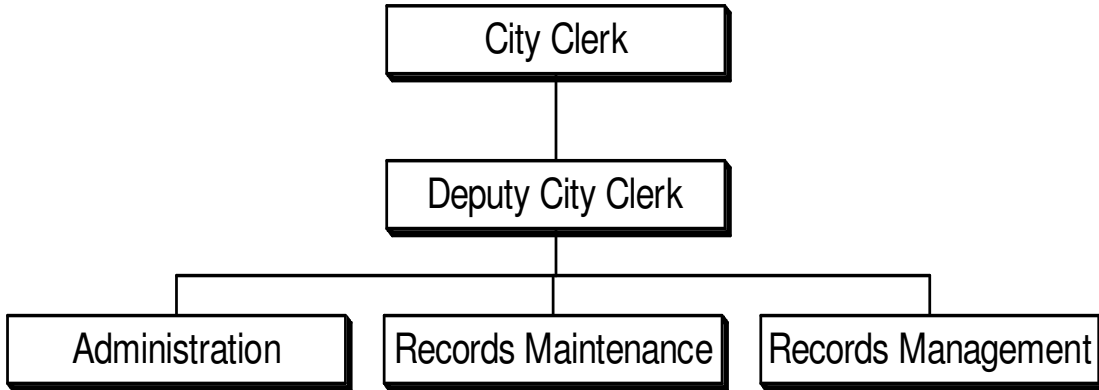 City Clerk
Deputy City Clerk
Administration
Records Maintenance
Records Management